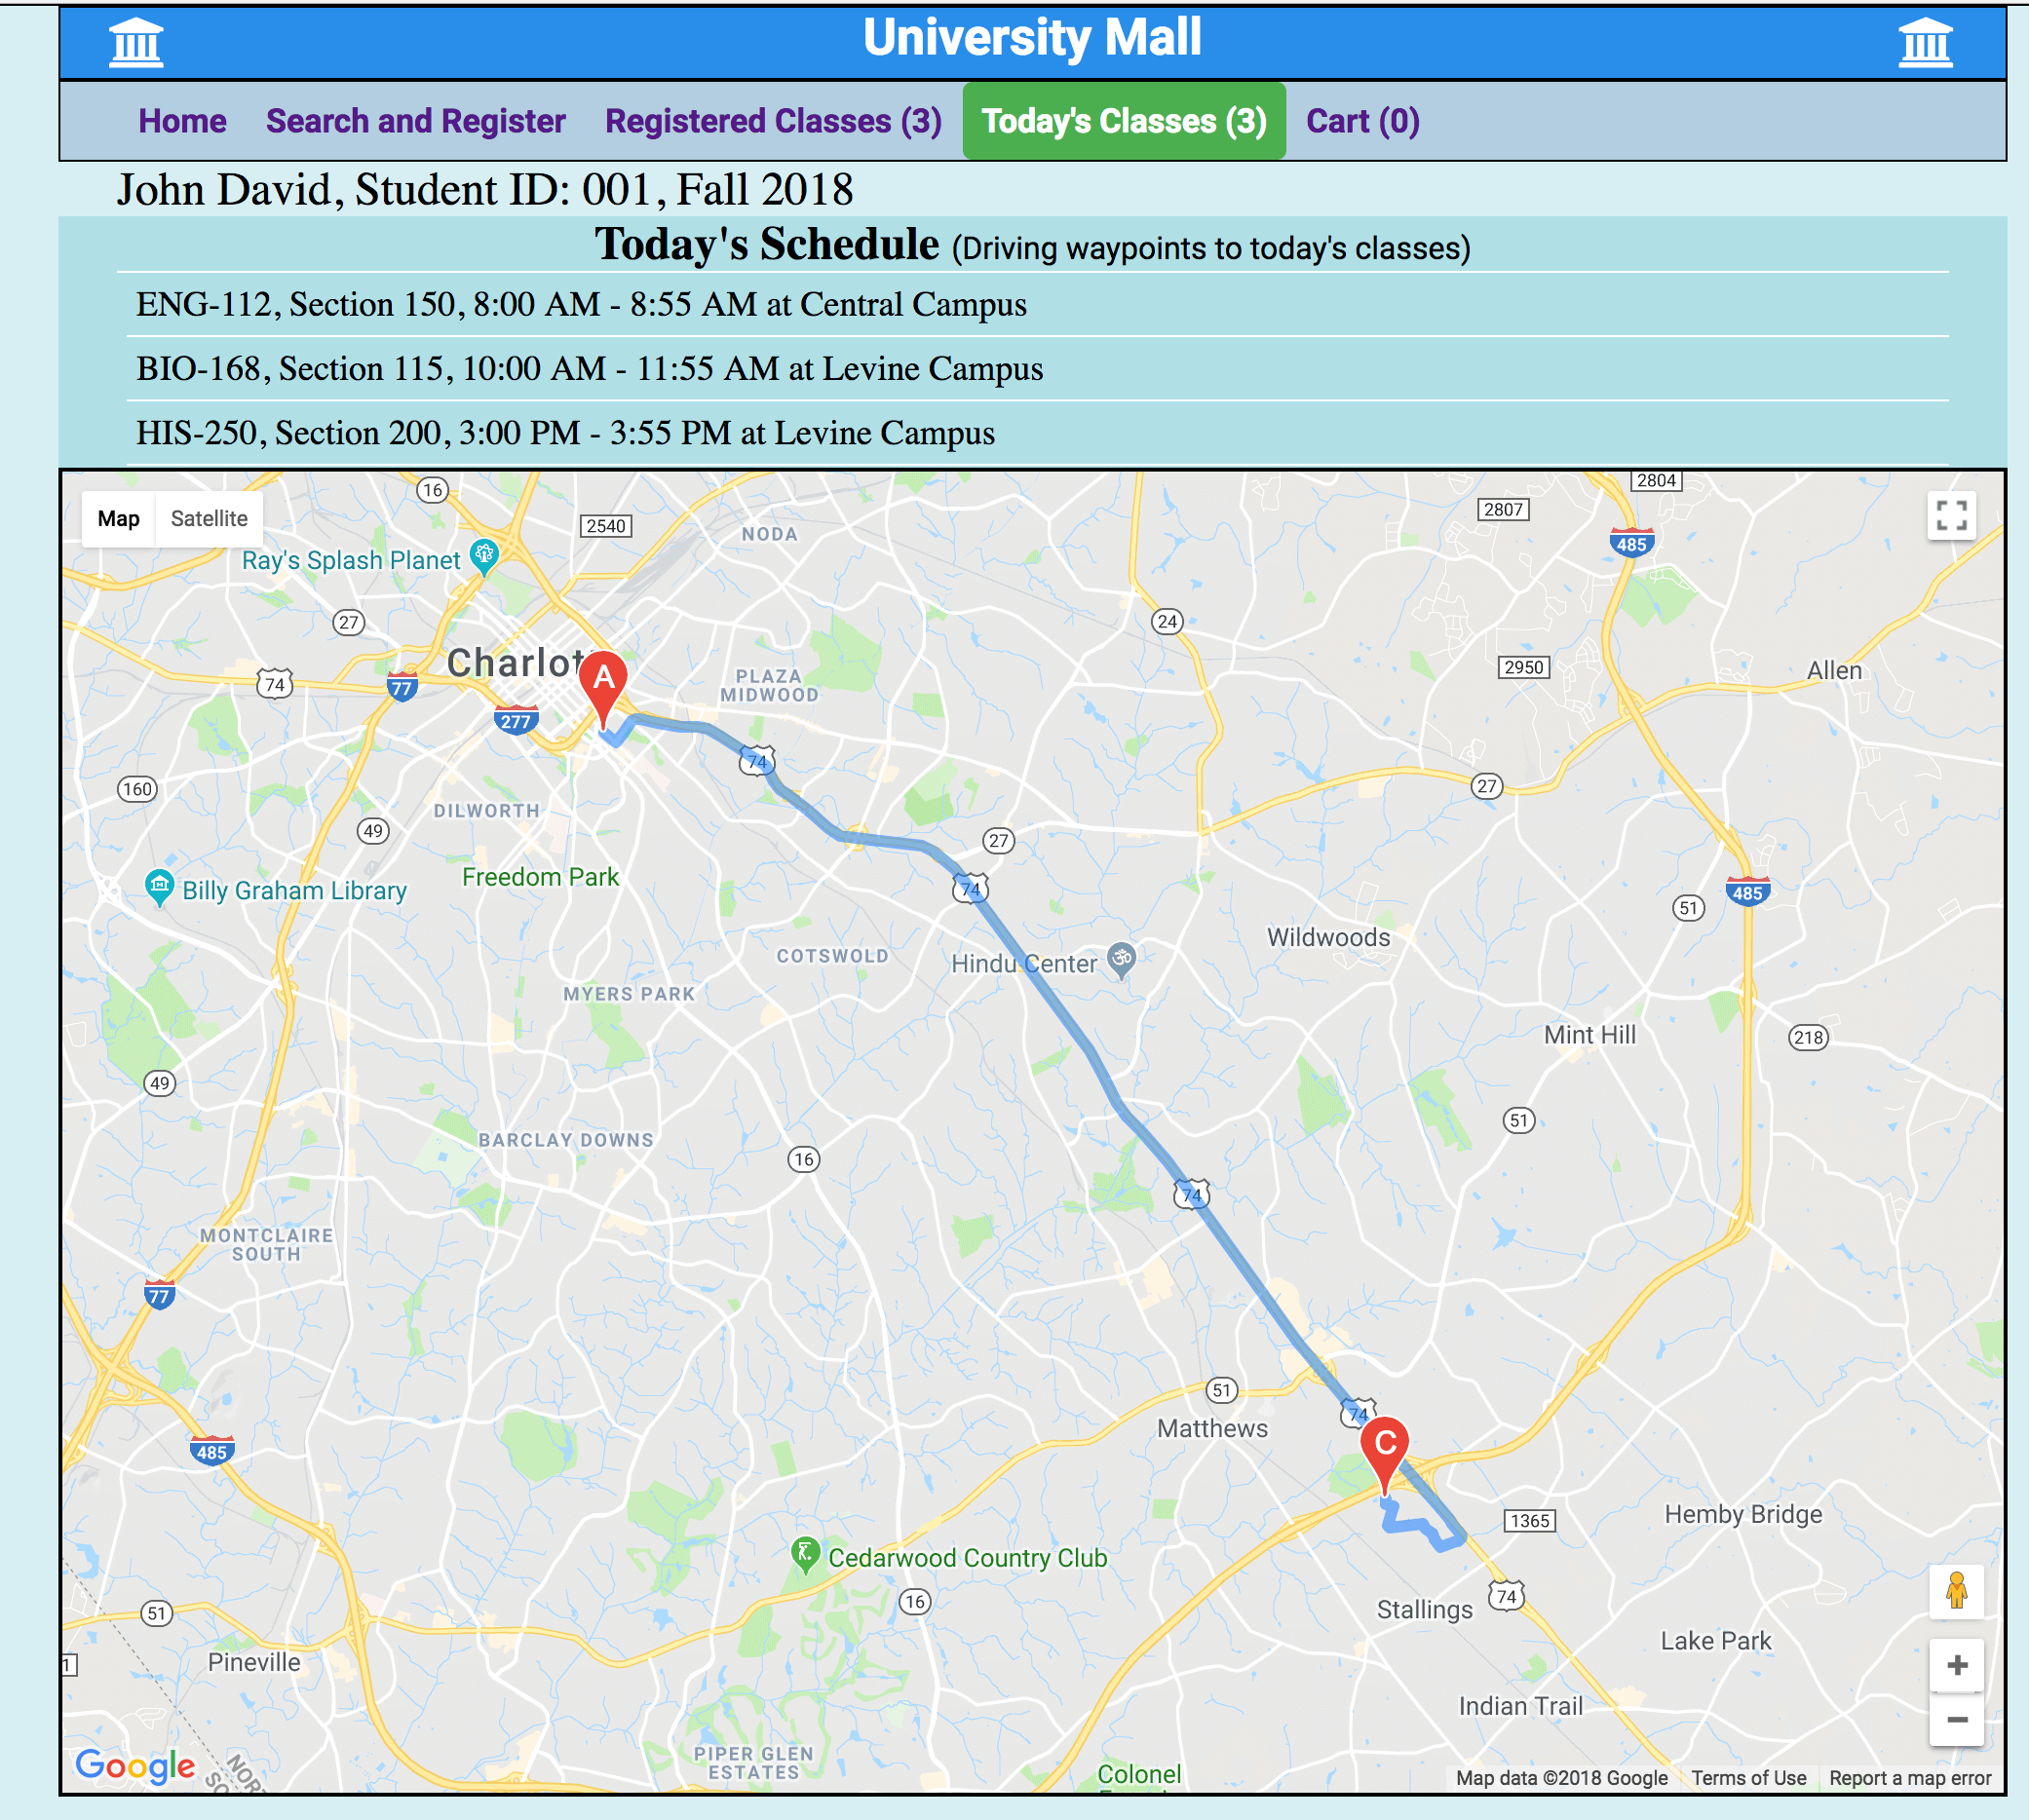 University Mall
Home Search and Register Registered Classes (3) Today's Classes (3) Cart (0)
John David, Student ID: 001, Fall 2018
Today's Schedule (Driving waypoints to today's classes)
ENG-112, Section 150, 8:00 AM - 8:55 AM at Central Campus
BIO-168, Section 115, 10:00 AM - 11:55 AM at Levine Campus
HIS-250, Section 200, 3:00 PM - 3:55 PM at Levine Campus
Map Satellite
16
2540
NODA
2804
2807
485
Ray's Splash Planet
27
24
Charlot
A
74
77
277
PLAZA
MIDWOOD
2950
Allen
74
160
DILWORTH
49
27
27
Freedom Park
74
Billy Graham Library
485
51
COTSWOLD
Hindu Center
Wildwoods
MYERS PARK
Mint Hill
218
49
51
BARCLAY DOWNS
16
74
MONTCLAIRE
SOUTH
77
51
Matthews
74
C
485
1365
Hemby Bridge
Cedarwood Country Club
16
74
Stallings
51
Pineville
Lake Park
1
Indian Trail
PIPER GLEN
ESTATES
Colonel
Google
Map data ©2018 Google Terms of Use Report a map error